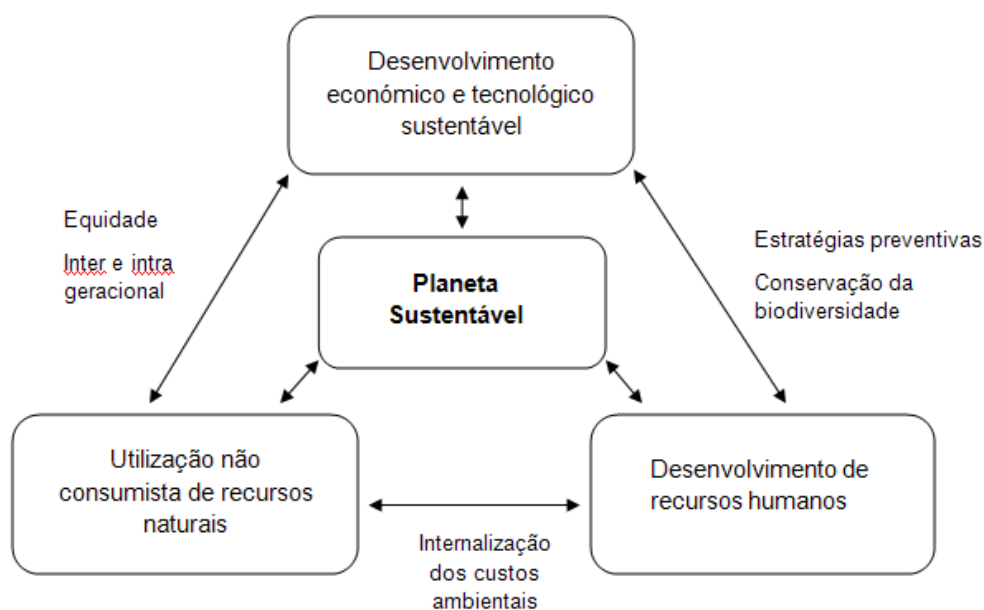 Desenvolvimento
económico e tecnológico
sustentável
Equidade
Inter e intra
geracional
Estratégias preventivas
Conservação da
biodiversidade
Planeta
Sustentável
Utilização não
consumista de recursos
naturais
Desenvolvimento de
recursos humanos
Internalização
dos custos
ambientais